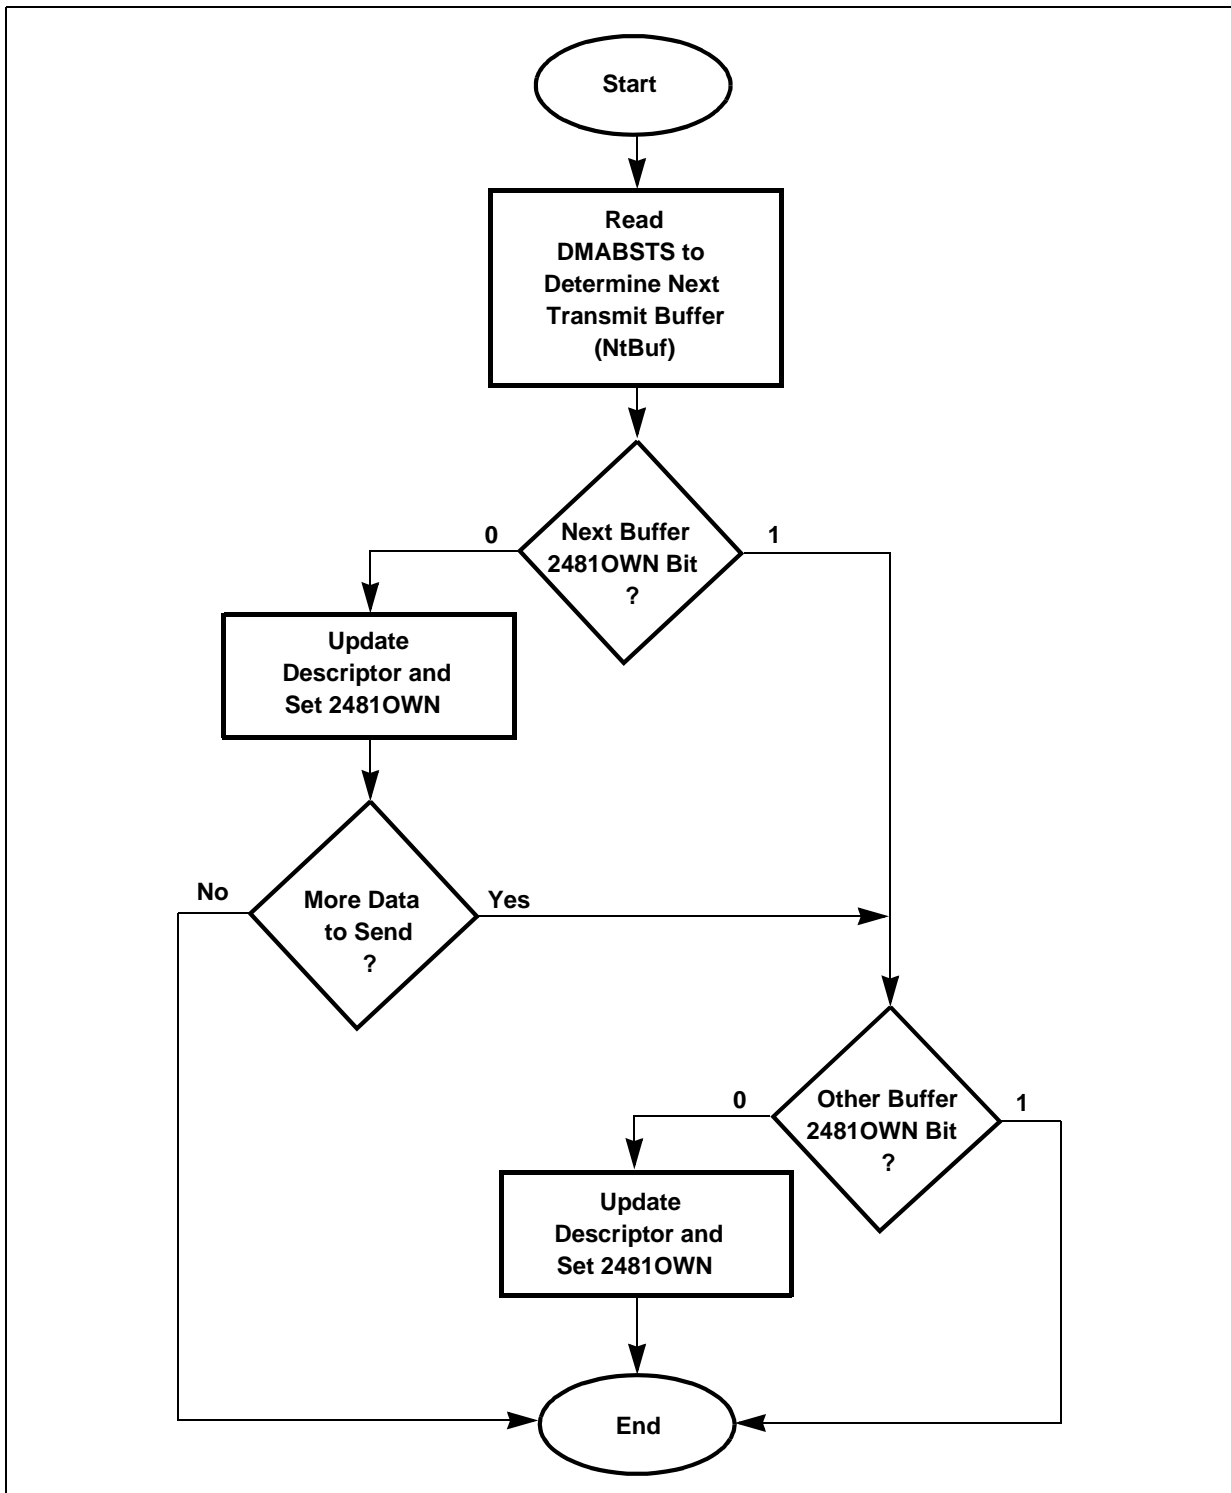 Start
Read
DMABSTS to
Determine Next
Transmit Buffer
(NtBuf)
0
Next Buffer
2481OWN Bit
?
1
Update
Descriptor and
Set 2481OWN
No
More Data
to Send
?
Yes
0
Other Buffer
2481OWN Bit
?
1
Update
Descriptor and
Set 2481OWN
End